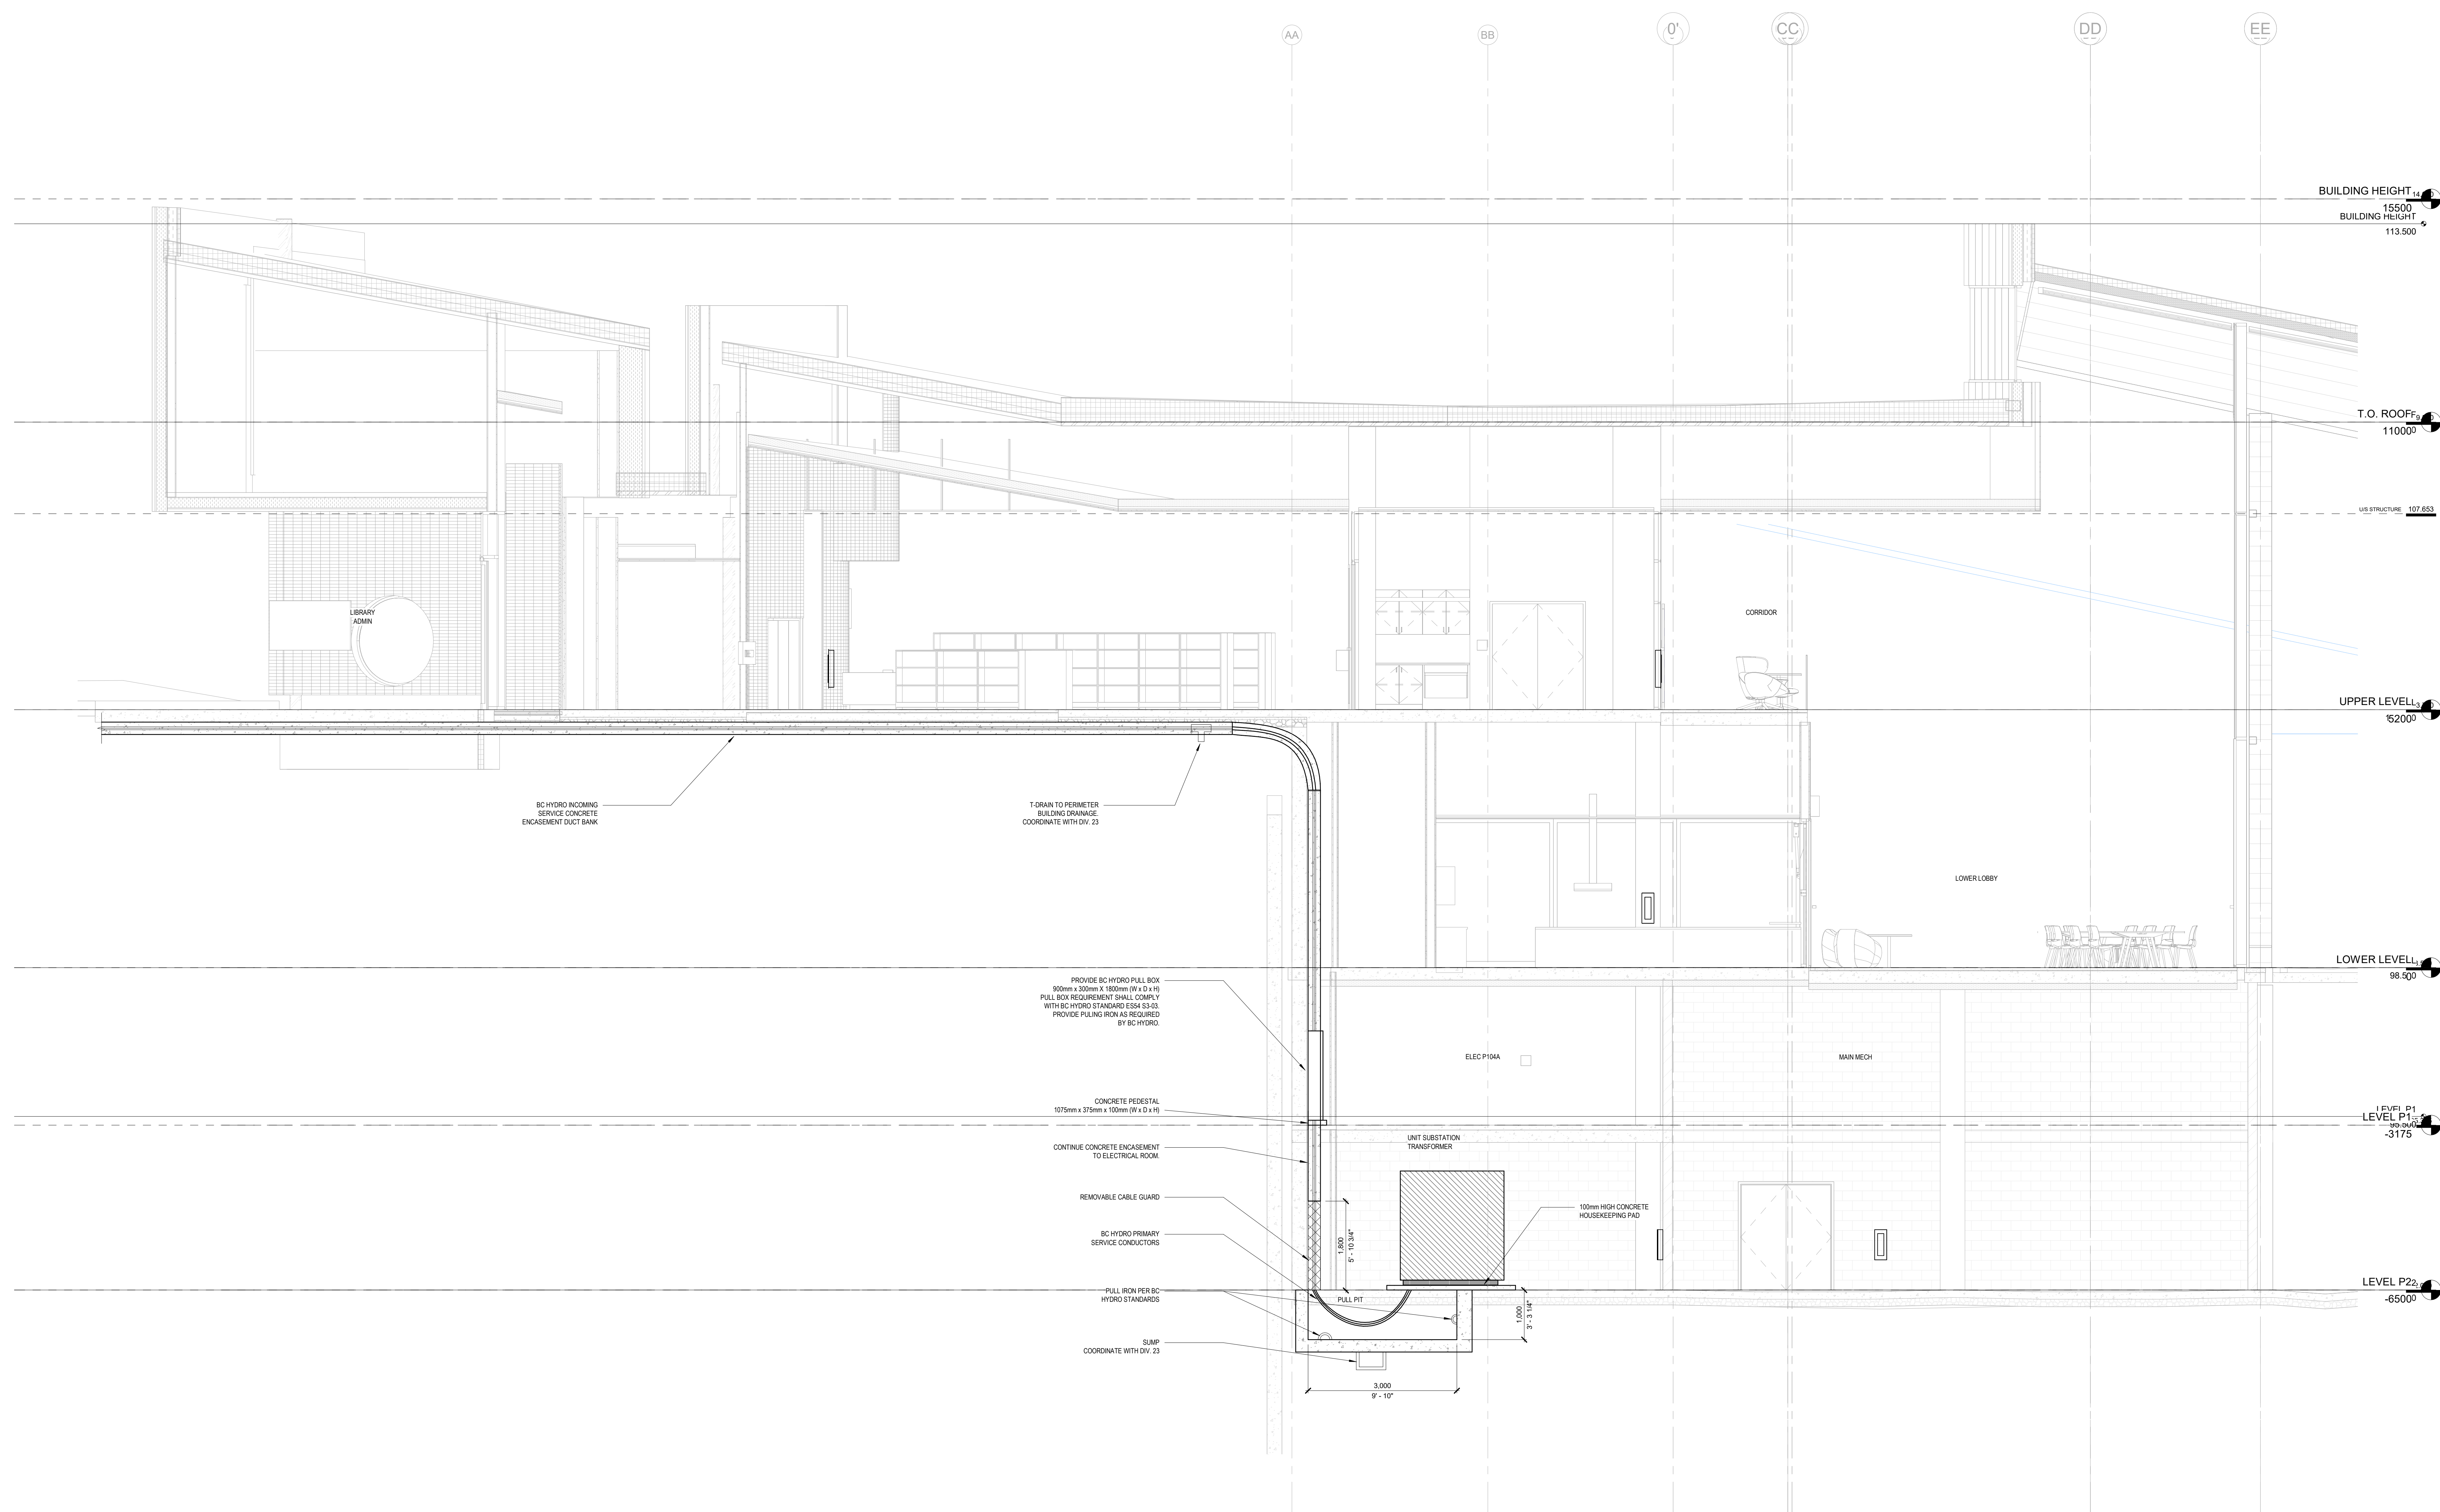 AA
BB
0'
CC
DD
EE
BUILDING HEIGHT
15500
BUILDING HEIGHT
113.500
T.O. ROOF
11000
U/S STRUCTURE 107.653
LIBRARY
ADMIN
CORRIDOR
UPPER LEVEL
5200
BC HYDRO INCOMING
SERVICE CONCRETE
ENCASEMENT DUCT BANK
T-DRAIN TO PERIMETER
BUILDING DRAINAGE.
COORDINATE WITH DIV. 23
LOWER LOBBY
LOWER LEVEL
98.500
PROVIDE BC HYDRO PULL BOX
900mm x 300mm X 1800mm (W x D x H)
PULL BOX REQUIREMENT SHALL COMPLY
WITH BC HYDRO STANDARD ES54 S3-03.
PROVIDE PULING IRON AS REQUIRED
BY BC HYDRO.
ELEC P104A
MAIN MECH
CONCRETE PEDESTAL
1075mm x 375mm x 100mm (W x D x H)
LEVEL P1
LEVEL P1
95.500
-3175
CONTINUE CONCRETE ENCASEMENT
TO ELECTRICAL ROOM.
UNIT SUBSTATION
TRANSFORMER
REMOVABLE CABLE GUARD
100mm HIGH CONCRETE
HOUSEKEEPING PAD
BC HYDRO PRIMARY
SERVICE CONDUCTORS
1,800
5' - 10 3/4"
PULL IRON PER BC
HYDRO STANDARDS
PULL PIT
LEVEL P2
-6500
1,000
3' - 3 1/4"
SUMP
COORDINATE WITH DIV. 23
3,000
9' - 10"